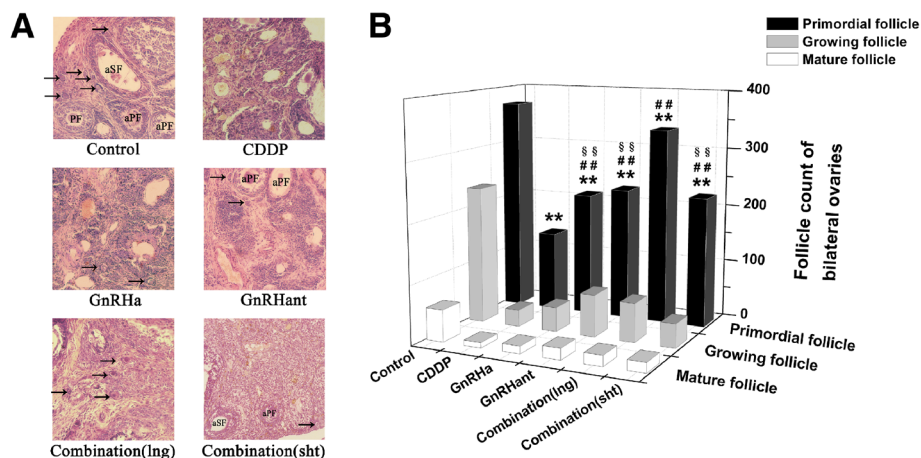 A
aSF
PF
aPF
aPF
Control
CDDP
GnRHa
aPF
aPF
GnRHant
Combination(lng)
aSF
aPF
Combination(sht)
B
Primordial follicle
Growing follicle
Mature follicle
400
300
200
100
0
Follicle count of
bilateral ovaries
**
§ §
##
**
§ §
##
**
##
**
§ §
##
**
Control
CDDP
GnRHa
GnRHant
Combination(lng)
Combination(sht)
Primordial follicle
Growing follicle
Mature follicle